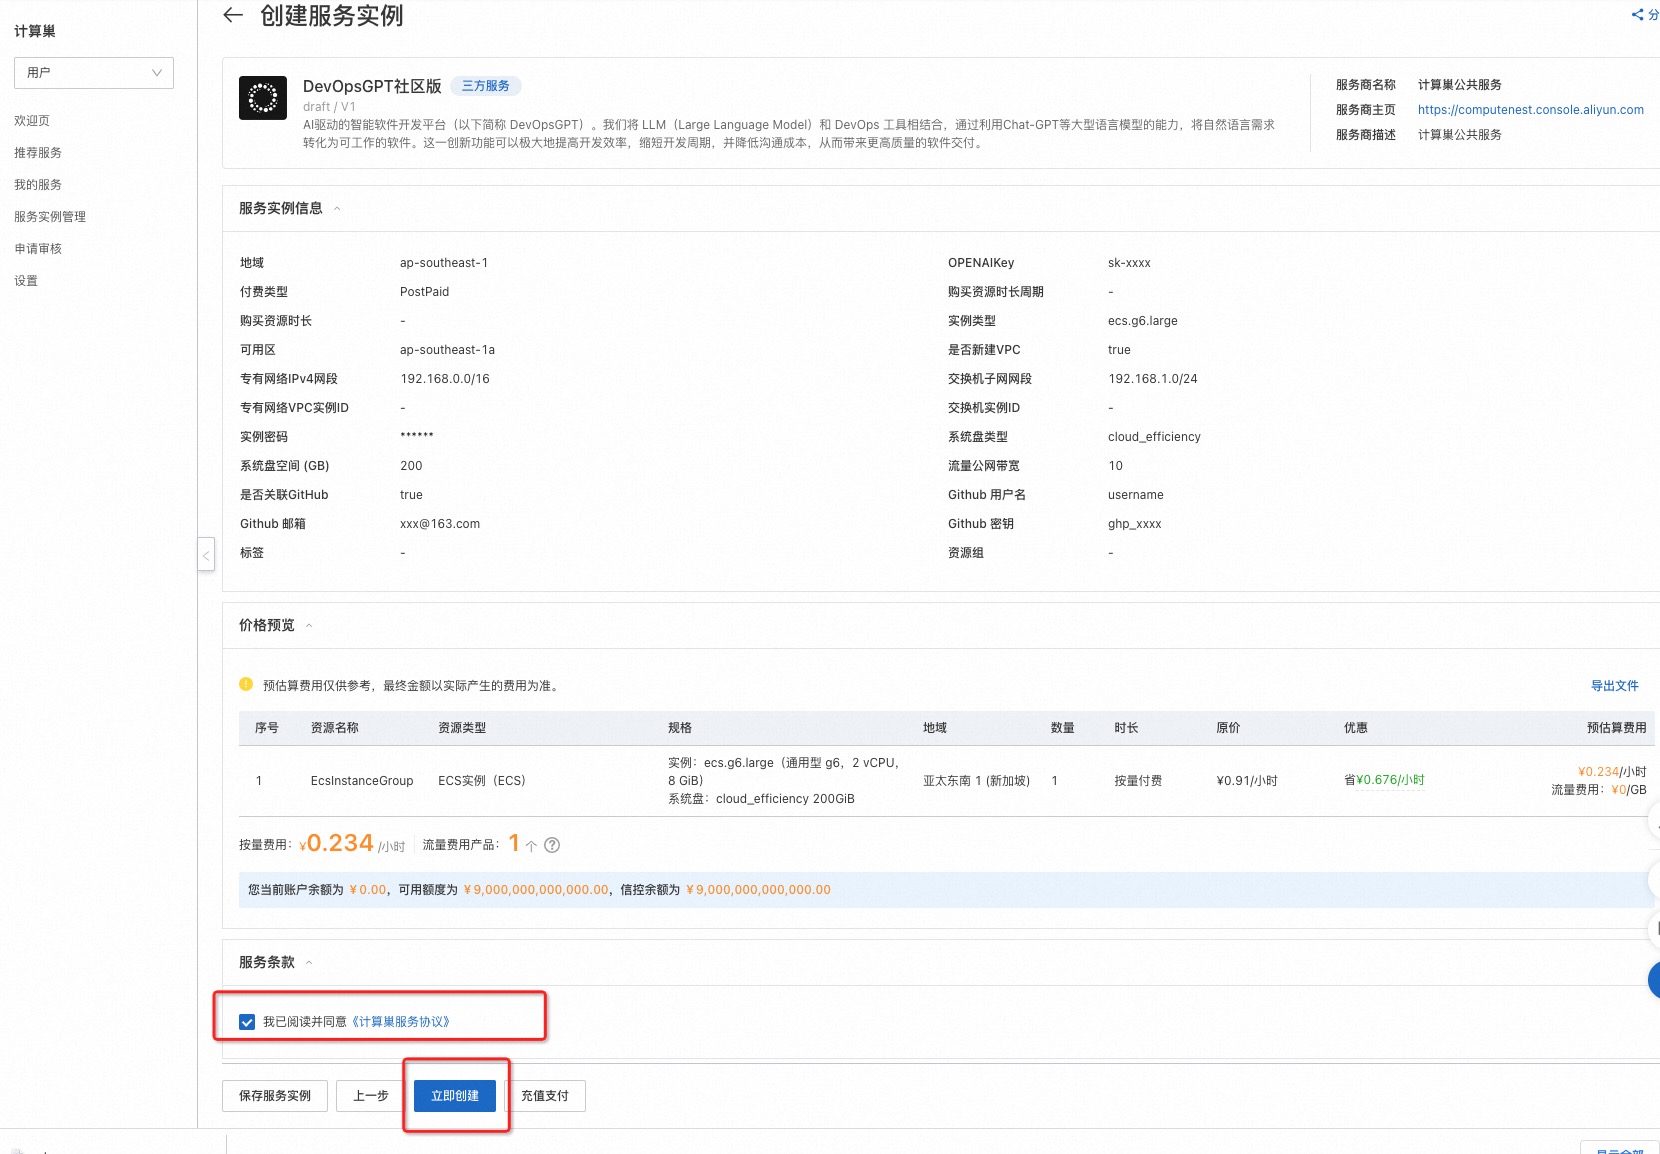 计算巢
用户
欢迎页
推荐服务
我的服务
服务实例管理
申请审核
设置
创建服务实例
分
DevOpsGPT社区版 三方服务
draft / V1
AI驱动的智能软件开发平台（以下简称 DevOpsGPT）。我们将 LLM（Large Language Model）和 DevOps 工具相结合，通过利用Chat-GPT等大型语言模型的能力，将自然语言需求
转化为可工作的软件。这一创新功能可以极大地提高开发效率，缩短开发周期，并降低沟通成本，从而带来更高质量的软件交付。
服务商名称 计算巢公共服务
服务商主页 https://computenest.console.aliyun.com
服务商描述 计算巢公共服务
服务实例信息
地域 ap-southeast-1 OPENAIKey sk-xxxx
付费类型 PostPaid 购买资源时长周期 -
购买资源时长 - 实例类型 ecs.g6.large
可用区 ap-southeast-1a 是否新建VPC true
专有网络IPv4网段 192.168.0.0/16 交换机子网网段 192.168.1.0/24
专有网络VPC实例ID - 交换机实例ID -
实例密码 ****** 系统盘类型 cloud_efficiency
系统盘空间 (GB) 200 流量公网带宽 10
是否关联GitHub true Github 用户名 username
Github 邮箱 xxx@163.com Github 密钥 ghp_xxxx
标签 - 资源组 -
价格预览
预估算费用仅供参考，最终金额以实际产生的费用为准。 导出文件
序号 资源名称 资源类型 规格 地域 数量 时长 原价 优惠 预估算费用
1 EcsInstanceGroup ECS实例（ECS） 实例：ecs.g6.large（通用型 g6，2 vCPU，
8 GiB）
系统盘：cloud_efficiency 200GiB
亚太东南 1 (新加坡) 1 按量付费 ¥0.91/小时 省¥0.676/小时 ¥0.234/小时
流量费用：¥0/GB
按量费用：¥0.234 /小时 流量费用产品：1 个
您当前账户余额为 ￥0.00，可用额度为 ￥9,000,000,000,000.00，信控余额为 ￥9,000,000,000,000.00
服务条款
我已阅读并同意《计算巢服务协议》
保存服务实例 上一步 立即创建 充值支付